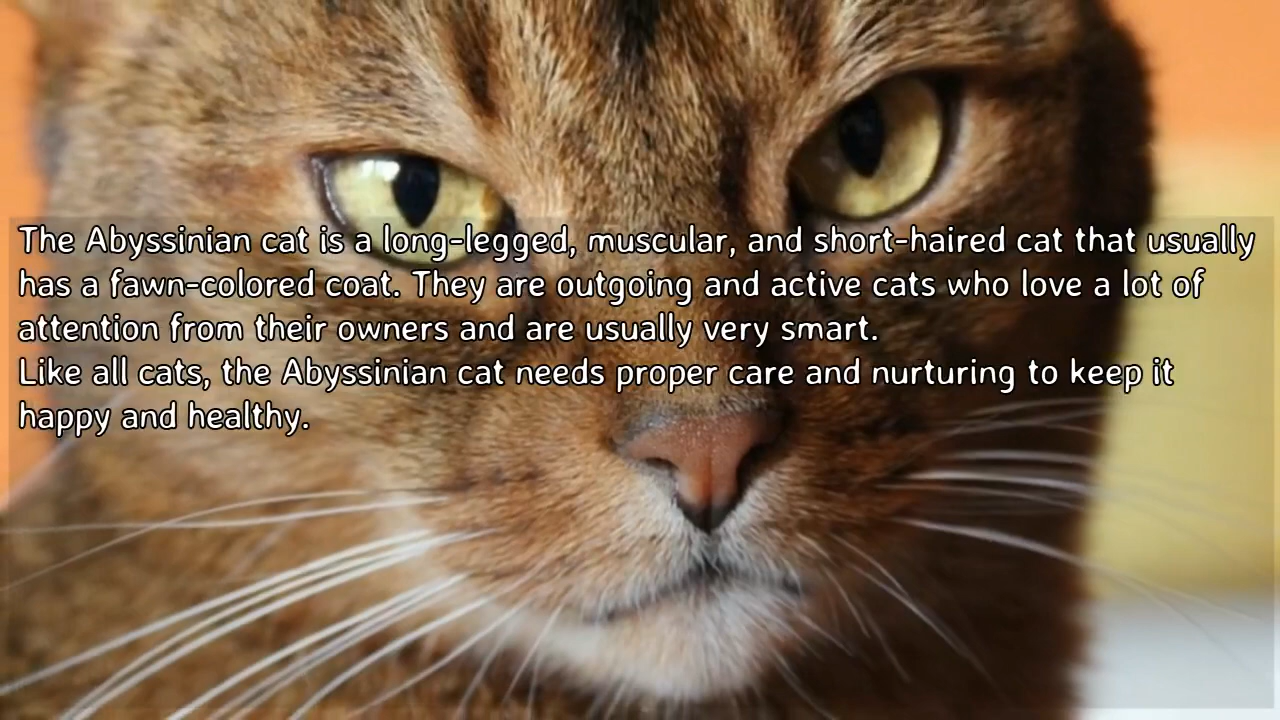 The Abyssinian cat is a long-legged, muscular, and short-haired cat that usually
has a fawn-colored coat. They are outgoing and active cats who love a lot of
attention from their owners and are usually very smart.
Like all cats, the Abyssinian cat needs proper care and nurturing to keep it
happy and healthy.